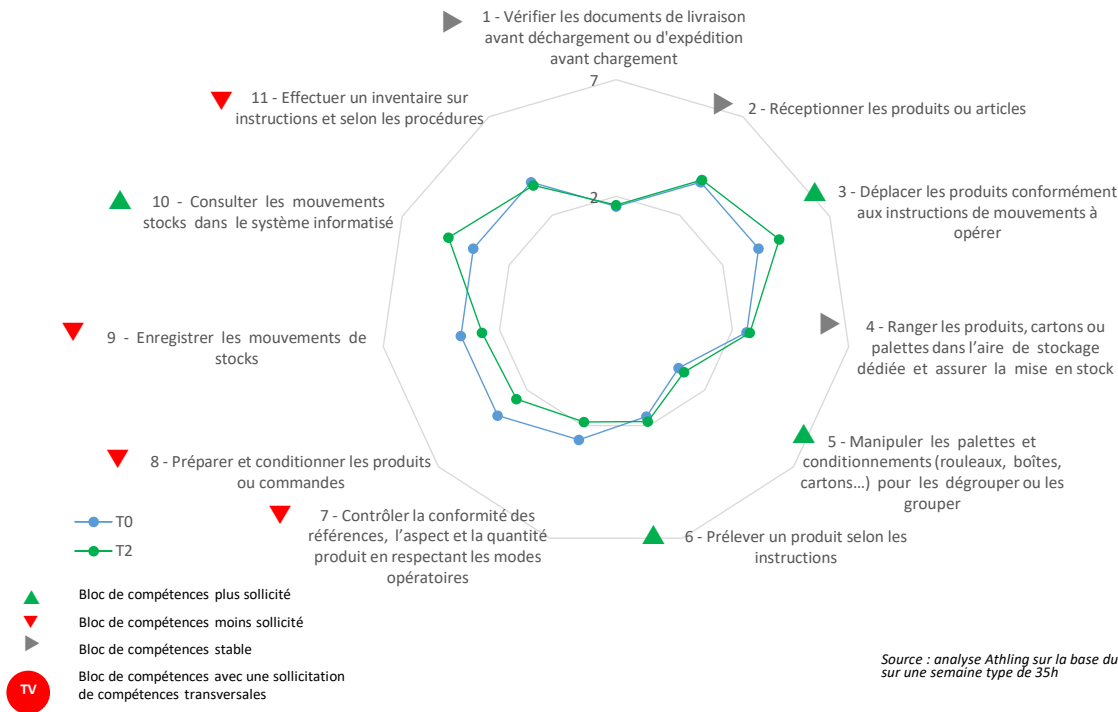 1 - Vérifier les documents de livraison
avant déchargement ou d'expédition
avant chargement
7
2
2 - Réceptionner les produits ou articles
3 - Déplacer les produits conformément
aux instructions de mouvements à
opérer
4 - Ranger les produits, cartons ou
palettes dans l’aire de stockage
dédiée et assurer la mise en stock
5 - Manipuler les palettes et
conditionnements (rouleaux, boîtes,
cartons…) pour les dégrouper ou les
grouper
6 - Prélever un produit selon les
instructions
7 - Contrôler la conformité des
références, l’aspect et la quantité
produit en respectant les modes
opératoires
8 - Préparer et conditionner les produits
ou commandes
9 - Enregistrer les mouvements de
stocks
10 - Consulter les mouvements
stocks dans le système informatisé
11 - Effectuer un inventaire sur
instructions et selon les procédures
T0
T2
Bloc de compétences plus sollicité
Bloc de compétences moins sollicité
Bloc de compétences stable
TV
Bloc de compétences avec une sollicitation
de compétences transversales
Source : analyse Athling sur la base du
sur une semaine type de 35h